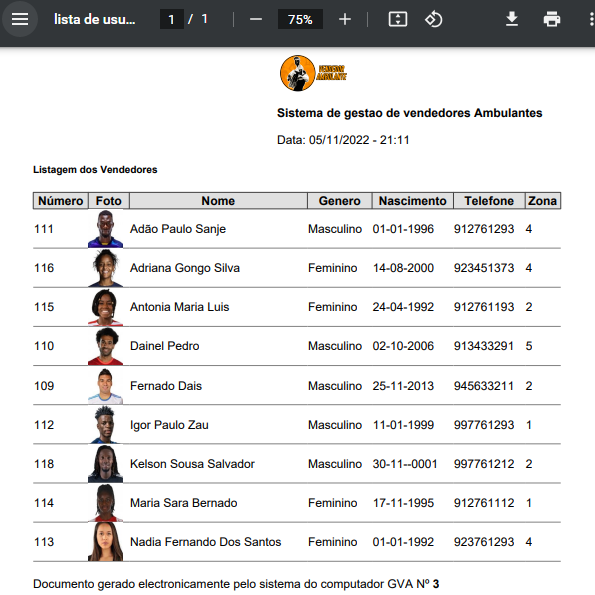 lista de usu... 1 / 1 75%
VENDEDOR
AMBULANTE
Sistema de gestao de vendedores Ambulantes
Data: 05/11/2022 - 21:11
Listagem dos Vendedores
Número Foto Nome Genero Nascimento Telefone Zona
111 Adão Paulo Sanje Masculino 01-01-1996 912761293 4
116 Adriana Gongo Silva Feminino 14-08-2000 923451373 4
115 Antonia Maria Luis Feminino 24-04-1992 912761193 2
110 Dainel Pedro Masculino 02-10-2006 913433291 5
109 Fernado Dais Masculino 25-11-2013 945633211 2
112 Igor Paulo Zau Masculino 11-01-1999 997761293 1
118 Kelson Sousa Salvador Masculino 30-11--0001 997761212 2
114 Maria Sara Bernado Feminino 17-11-1995 912761112 1
113 Nadia Fernando Dos Santos Feminino 01-01-1992 923761293 4
Documento gerado electronicamente pelo sistema do computador GVA Nº 3